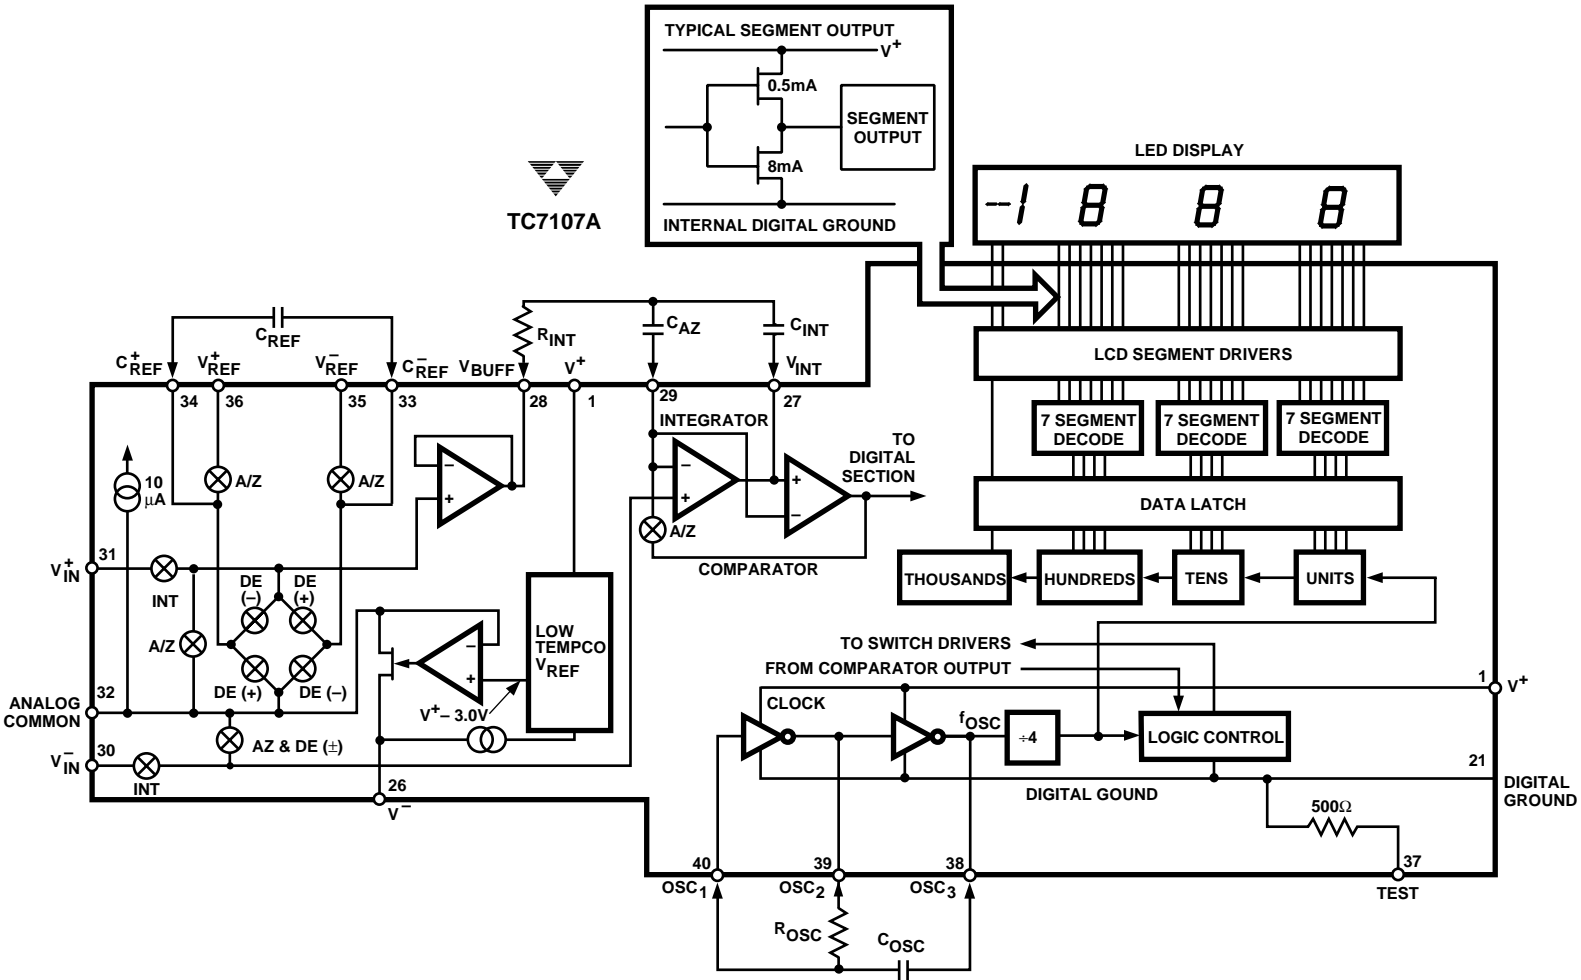 TYPICAL SEGMENT OUTPUT
V+
0.5mA
SEGMENT
OUTPUT
8mA
INTERNAL DIGITAL GROUND
TC7107A
LED DISPLAY
-1 8 8 8
LCD SEGMENT DRIVERS
7 SEGMENT
DECODE
7 SEGMENT
DECODE
7 SEGMENT
DECODE
DATA LATCH
THOUSANDS
HUNDREDS
TENS
UNITS
CREF
RINT
CAZ
CINT
C+REF
V+REF
V–REF
C–REF
VBUFF
V+
VINT
34
36
35
33
28
1
29
27
INTEGRATOR
TO
DIGITAL
SECTION
10
µA
A/Z
A/Z
–
+
–
+
+
–
A/Z
COMPARATOR
31
V+IN
INT
DE
(–)
DE
(+)
A/Z
DE (+)
DE (–)
LOW
TEMPCO
VREF
–
+
V+ – 3.0V
32
ANALOG
COMMON
30
V–IN
INT
AZ & DE (±)
26
V–
TO SWITCH DRIVERS
FROM COMPARATOR OUTPUT
CLOCK
fOSC
÷4
LOGIC CONTROL
1
V+
21
DIGITAL
GROUND
DIGITAL GOUND
500Ω
37
TEST
40
OSC1
39
OSC2
38
OSC3
ROSC
COSC